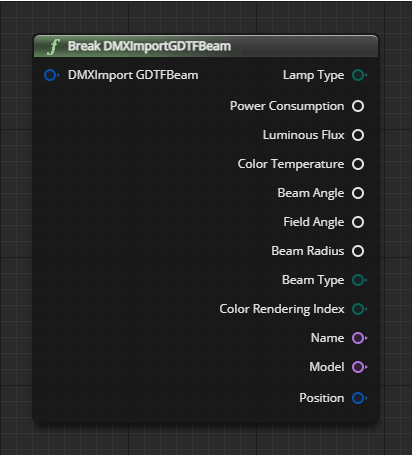 Break DMXImportGDTFBeam
DMXImport GDTFBeam
Lamp Type
Power Consumption
Luminous Flux
Color Temperature
Beam Angle
Field Angle
Beam Radius
Beam Type
Color Rendering Index
Name
Model
Position